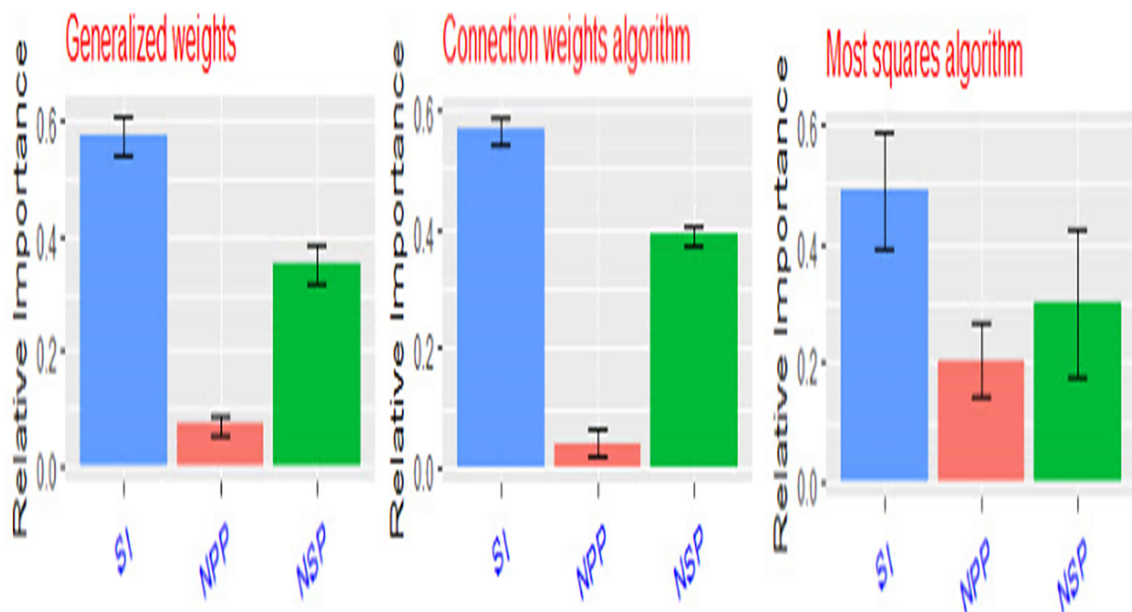 Generalized weights
Relative Importance
0.6
0.4
0.2
0.0
SI
NPP
NSP
Connection weights algorithm
Relative Importance
0.6
0.4
0.2
0.0
SI
NPP
NSP
Most squares algorithm
Relative Importance
0.6
0.4
0.2
0.0
SI
NPP
NSP